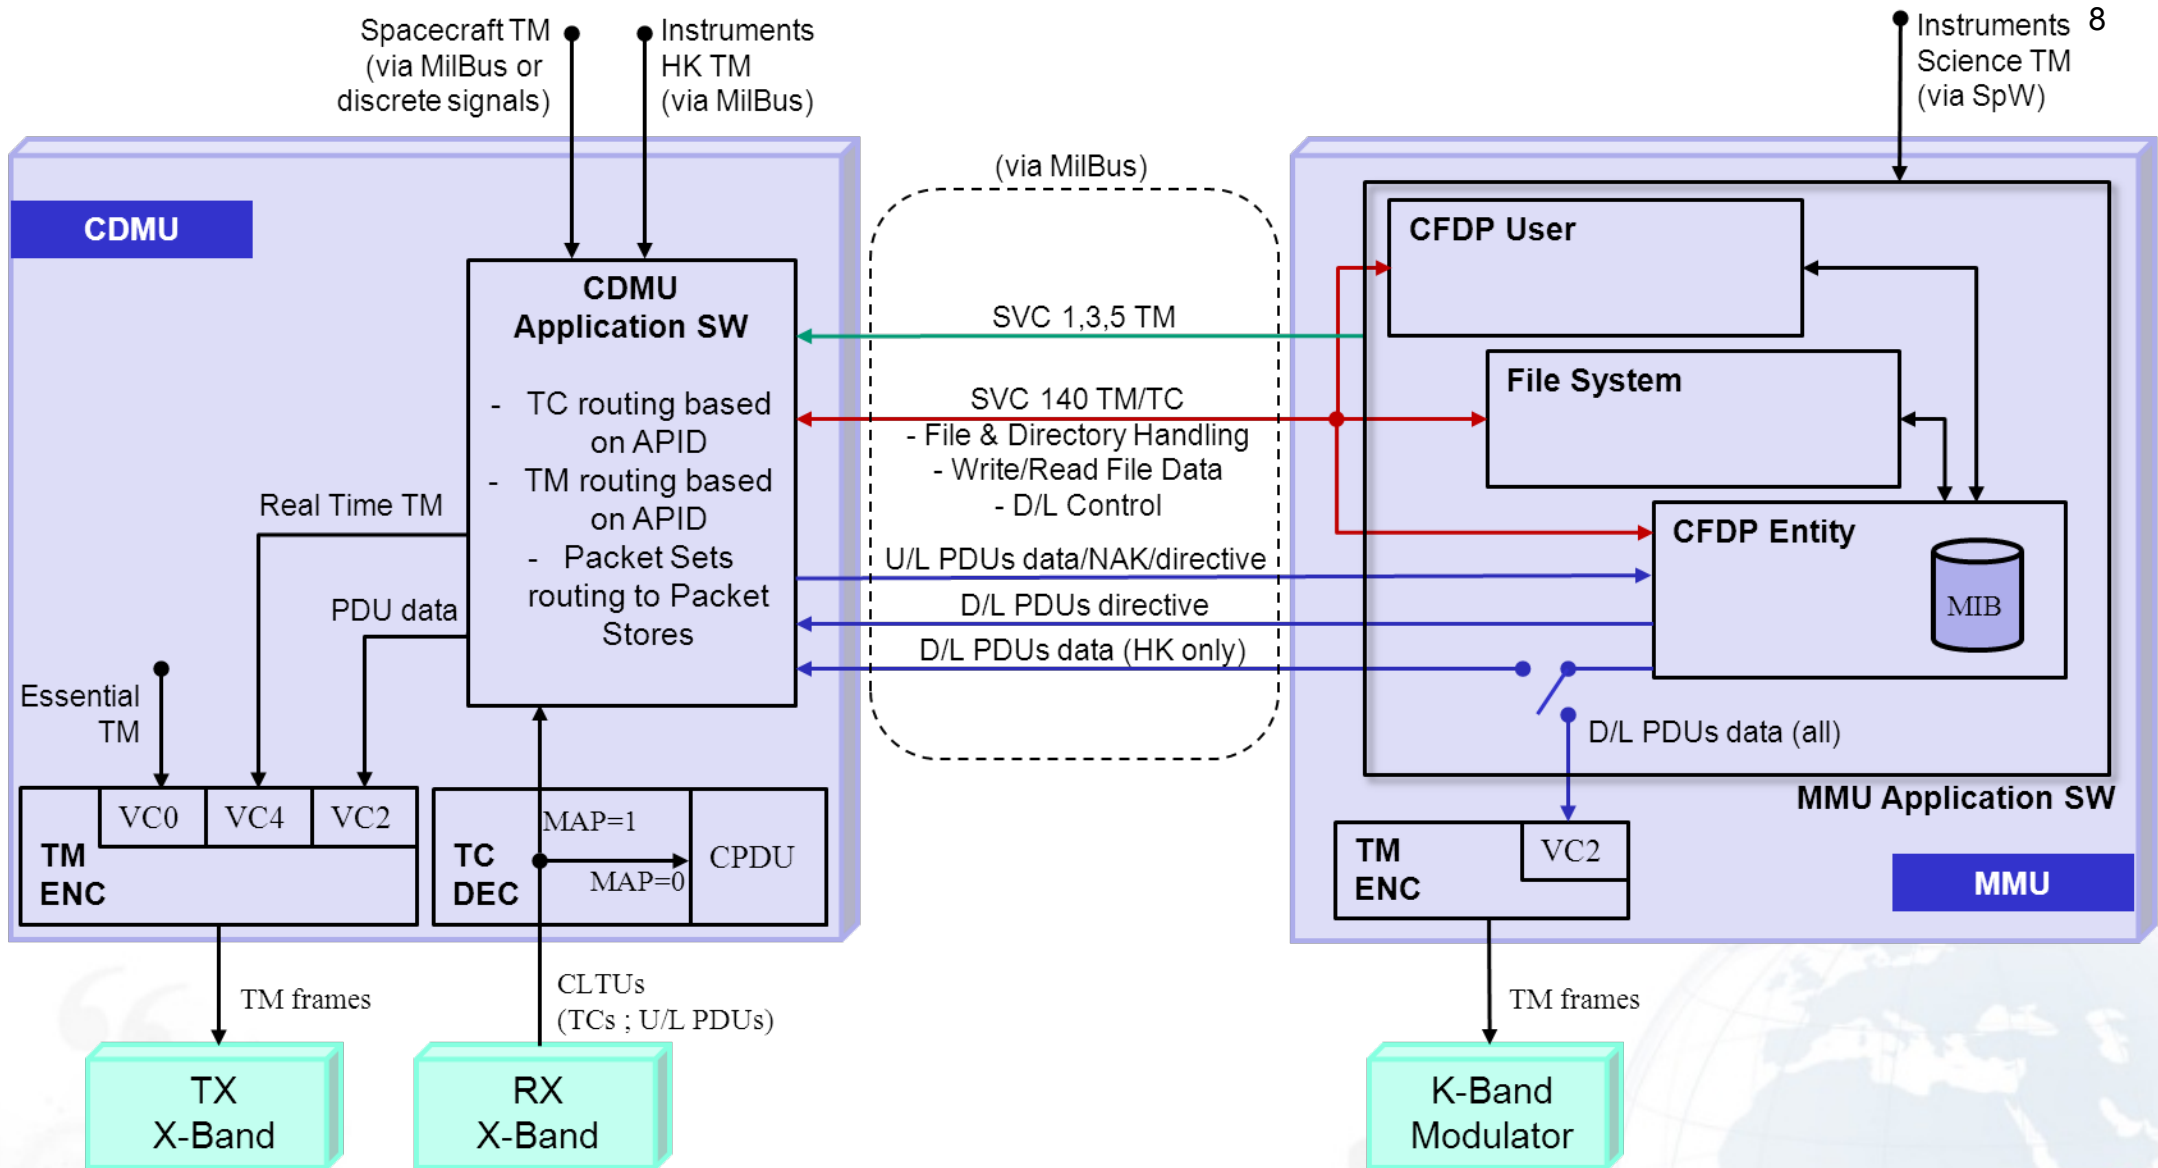 8
Spacecraft TM
(via MilBus or
discrete signals)
Instruments
HK TM
(via MilBus)
Instruments
Science TM
(via SpW)
CDMU
CDMU
Application SW
- TC routing based
on APID
- TM routing based
on APID
- Packet Sets
routing to Packet
Stores
Real Time TM
PDU data
Essential
TM
VC0
VC4
VC2
TM
ENC
TC
DEC
MAP=1
MAP=0
CPDU
TM frames
CLTUs
(TCs ; U/L PDUs)
TX
X-Band
RX
X-Band
(via MilBus)
SVC 1,3,5 TM
SVC 140 TM/TC
- File & Directory Handling
- Write/Read File Data
- D/L Control
U/L PDUs data/NAK/directive
D/L PDUs directive
D/L PDUs data (HK only)
CFDP User
File System
CFDP Entity
MIB
D/L PDUs data (all)
MMU Application SW
TM
ENC
VC2
MMU
TM frames
K-Band
Modulator